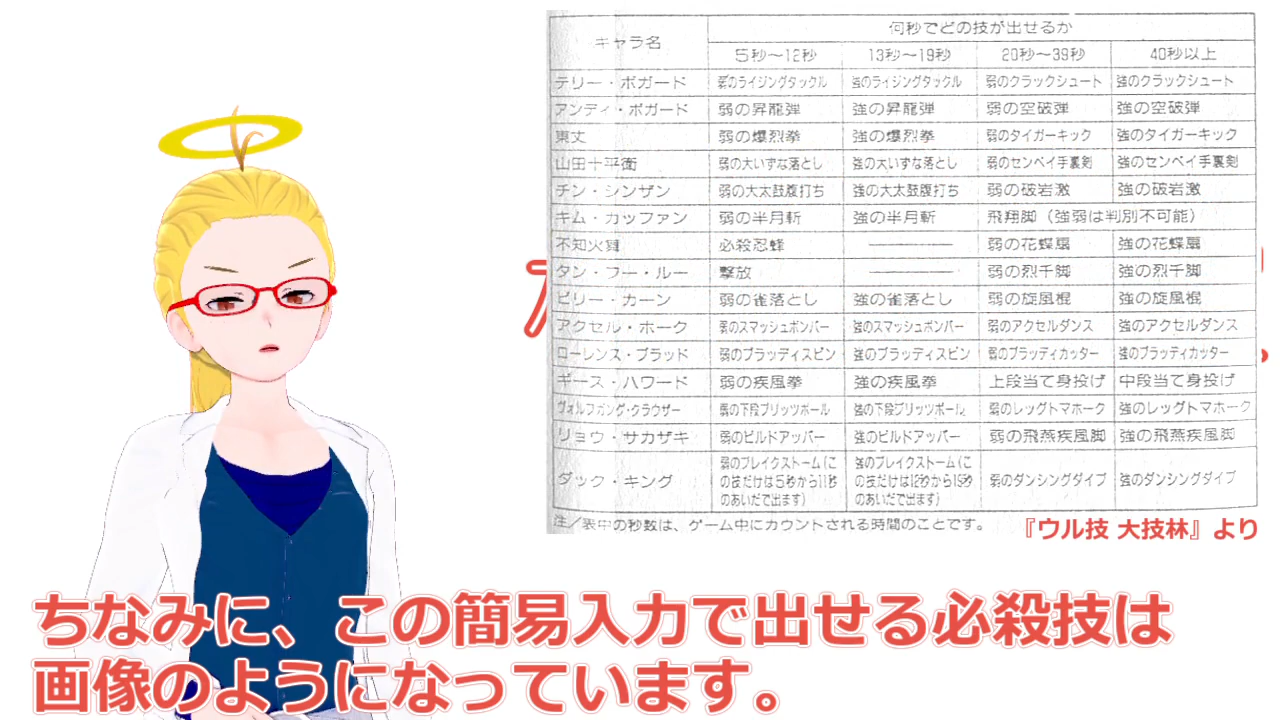 キャラ名 何秒でどの技が出せるか
5秒〜12秒 13秒〜19秒 20秒〜39秒 40秒以上
テリー・ボガード 弱のライジングタックル 強のライジングタックル 弱のクラックシュート 強のクラックシュート
アンディ・ボガード 弱の昇龍弾 強の昇龍弾 弱の空破弾 強の空破弾
東丈 弱の爆烈拳 強の爆烈拳 弱のタイガーキック 強のタイガーキック
山田十平衛 弱の大いずな落とし 強の大いずな落とし 弱のセンベイ手裏剣 強のセンベイ手裏剣
チン・シンザン 弱の大太鼓腹打ち 強の大太鼓腹打ち 弱の破岩激 強の破岩激
キム・カッファン 弱の半月斬 強の半月斬 飛翔脚（強弱は判別不可能）
不知火舞 必殺忍蜂 ――――― 弱の花蝶扇 強の花蝶扇
タン・フー・ルー 撃放 ――――― 弱の烈千脚 強の烈千脚
ビリー・カーン 弱の雀落とし 強の雀落とし 弱の旋風棍 強の旋風棍
アクセル・ホーク 弱のスマッシュボンバー 強のスマッシュボンバー 弱のアクセルダンス 強のアクセルダンス
ローレンス・ブラッド 弱のブラッディスピン 強のブラッディスピン 弱のブラッディカッター 強のブラッディカッター
ギース・ハワード 弱の疾風拳 強の疾風拳 上段当て身投げ 中段当て身投げ
ヴォルフガング・クラウザー 弱の下段ブリッツボール 強の下段ブリッツボール 弱のレッグトマホーク 強のレッグトマホーク
リョウ・サカザキ 弱のビルドアッパー 強のビルドアッパー 弱の飛燕疾風脚 強の飛燕疾風脚
ダック・キング 弱のブレイクストーム（こ 強のブレイクストーム（こ 弱のダンシングダイブ 強のダンシングダイブ
の技だけは5秒から11秒 の技だけは12秒から15秒
のあいだで出ます） のあいだで出ます）
注／表中の秒数は、ゲーム中にカウントされる時間のことです。
『ウル技 大技林』より
ちなみに、この簡易入力で出せる必殺技は
画像のようになっています。